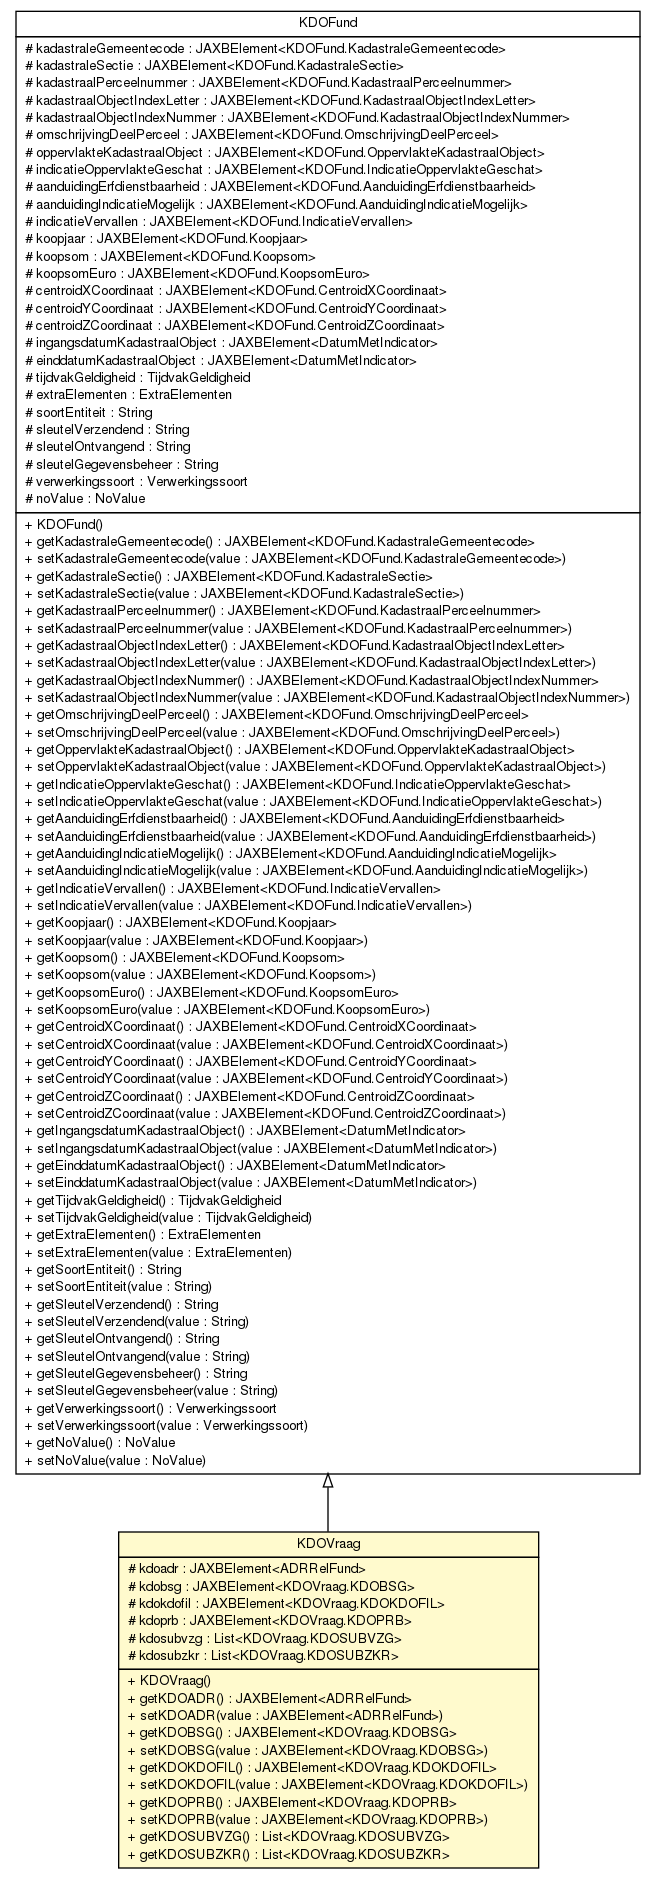 KDOFund
# kadastraleGemeentecode : JAXBElement<KDOFund.KadastraleGemeentecode>
# kadastraleSectie : JAXBElement<KDOFund.KadastraleSectie>
# kadastraalPerceelnummer : JAXBElement<KDOFund.KadastraalPerceelnummer>
# kadastraalObjectIndexLetter : JAXBElement<KDOFund.KadastraalObjectIndexLetter>
# kadastraalObjectIndexNummer : JAXBElement<KDOFund.KadastraalObjectIndexNummer>
# omschrijvingDeelPerceel : JAXBElement<KDOFund.OmschrijvingDeelPerceel>
# oppervlakteKadastraalObject : JAXBElement<KDOFund.OppervlakteKadastraalObject>
# indicatieOppervlakteGeschat : JAXBElement<KDOFund.IndicatieOppervlakteGeschat>
# aanduidingErfdienstbaarheid : JAXBElement<KDOFund.AanduidingErfdienstbaarheid>
# aanduidingIndicatieMogelijk : JAXBElement<KDOFund.AanduidingIndicatieMogelijk>
# indicatieVervallen : JAXBElement<KDOFund.IndicatieVervallen>
# koopjaar : JAXBElement<KDOFund.Koopjaar>
# koopsom : JAXBElement<KDOFund.Koopsom>
# koopsomEuro : JAXBElement<KDOFund.KoopsomEuro>
# centroidXCoordinaat : JAXBElement<KDOFund.CentroidXCoordinaat>
# centroidYCoordinaat : JAXBElement<KDOFund.CentroidYCoordinaat>
# centroidZCoordinaat : JAXBElement<KDOFund.CentroidZCoordinaat>
# ingangsdatumKadastraalObject : JAXBElement<DatumMetIndicator>
# einddatumKadastraalObject : JAXBElement<DatumMetIndicator>
# tijdvakGeldigheid : TijdvakGeldigheid
# extraElementen : ExtraElementen
# soortEntiteit : String
# sleutelVerzendend : String
# sleutelOntvangend : String
# sleutelGegevensbeheer : String
# verwerkingssoort : Verwerkingssoort
# noValue : NoValue
+ KDOFund()
+ getKadastraleGemeentecode() : JAXBElement<KDOFund.KadastraleGemeentecode>
+ setKadastraleGemeentecode(value : JAXBElement<KDOFund.KadastraleGemeentecode>)
+ getKadastraleSectie() : JAXBElement<KDOFund.KadastraleSectie>
+ setKadastraleSectie(value : JAXBElement<KDOFund.KadastraleSectie>)
+ getKadastraalPerceelnummer() : JAXBElement<KDOFund.KadastraalPerceelnummer>
+ setKadastraalPerceelnummer(value : JAXBElement<KDOFund.KadastraalPerceelnummer>)
+ getKadastraalObjectIndexLetter() : JAXBElement<KDOFund.KadastraalObjectIndexLetter>
+ setKadastraalObjectIndexLetter(value : JAXBElement<KDOFund.KadastraalObjectIndexLetter>)
+ getKadastraalObjectIndexNummer() : JAXBElement<KDOFund.KadastraalObjectIndexNummer>
+ setKadastraalObjectIndexNummer(value : JAXBElement<KDOFund.KadastraalObjectIndexNummer>)
+ getOmschrijvingDeelPerceel() : JAXBElement<KDOFund.OmschrijvingDeelPerceel>
+ setOmschrijvingDeelPerceel(value : JAXBElement<KDOFund.OmschrijvingDeelPerceel>)
+ getOppervlakteKadastraalObject() : JAXBElement<KDOFund.OppervlakteKadastraalObject>
+ setOppervlakteKadastraalObject(value : JAXBElement<KDOFund.OppervlakteKadastraalObject>)
+ getIndicatieOppervlakteGeschat() : JAXBElement<KDOFund.IndicatieOppervlakteGeschat>
+ setIndicatieOppervlakteGeschat(value : JAXBElement<KDOFund.IndicatieOppervlakteGeschat>)
+ getAanduidingErfdienstbaarheid() : JAXBElement<KDOFund.AanduidingErfdienstbaarheid>
+ setAanduidingErfdienstbaarheid(value : JAXBElement<KDOFund.AanduidingErfdienstbaarheid>)
+ getAanduidingIndicatieMogelijk() : JAXBElement<KDOFund.AanduidingIndicatieMogelijk>
+ setAanduidingIndicatieMogelijk(value : JAXBElement<KDOFund.AanduidingIndicatieMogelijk>)
+ getIndicatieVervallen() : JAXBElement<KDOFund.IndicatieVervallen>
+ setIndicatieVervallen(value : JAXBElement<KDOFund.IndicatieVervallen>)
+ getKoopjaar() : JAXBElement<KDOFund.Koopjaar>
+ setKoopjaar(value : JAXBElement<KDOFund.Koopjaar>)
+ getKoopsom() : JAXBElement<KDOFund.Koopsom>
+ setKoopsom(value : JAXBElement<KDOFund.Koopsom>)
+ getKoopsomEuro() : JAXBElement<KDOFund.KoopsomEuro>
+ setKoopsomEuro(value : JAXBElement<KDOFund.KoopsomEuro>)
+ getCentroidXCoordinaat() : JAXBElement<KDOFund.CentroidXCoordinaat>
+ setCentroidXCoordinaat(value : JAXBElement<KDOFund.CentroidXCoordinaat>)
+ getCentroidYCoordinaat() : JAXBElement<KDOFund.CentroidYCoordinaat>
+ setCentroidYCoordinaat(value : JAXBElement<KDOFund.CentroidYCoordinaat>)
+ getCentroidZCoordinaat() : JAXBElement<KDOFund.CentroidZCoordinaat>
+ setCentroidZCoordinaat(value : JAXBElement<KDOFund.CentroidZCoordinaat>)
+ getIngangsdatumKadastraalObject() : JAXBElement<DatumMetIndicator>
+ setIngangsdatumKadastraalObject(value : JAXBElement<DatumMetIndicator>)
+ getEinddatumKadastraalObject() : JAXBElement<DatumMetIndicator>
+ setEinddatumKadastraalObject(value : JAXBElement<DatumMetIndicator>)
+ getTijdvakGeldigheid() : TijdvakGeldigheid
+ setTijdvakGeldigheid(value : TijdvakGeldigheid)
+ getExtraElementen() : ExtraElementen
+ setExtraElementen(value : ExtraElementen)
+ getSoortEntiteit() : String
+ setSoortEntiteit(value : String)
+ getSleutelVerzendend() : String
+ setSleutelVerzendend(value : String)
+ getSleutelOntvangend() : String
+ setSleutelOntvangend(value : String)
+ getSleutelGegevensbeheer() : String
+ setSleutelGegevensbeheer(value : String)
+ getVerwerkingssoort() : Verwerkingssoort
+ setVerwerkingssoort(value : Verwerkingssoort)
+ getNoValue() : NoValue
+ setNoValue(value : NoValue)
KDOVraag
# kdoadr : JAXBElement<ADRRelFund>
# kdobsg : JAXBElement<KDOVraag.KDOBSG>
# kdokdofil : JAXBElement<KDOVraag.KDOKDOFIL>
# kdoprb : JAXBElement<KDOVraag.KDOPRB>
# kdosubvzg : List<KDOVraag.KDOSUBVZG>
# kdosubzkr : List<KDOVraag.KDOSUBZKR>
+ KDOVraag()
+ getKDOADR() : JAXBElement<ADRRelFund>
+ setKDOADR(value : JAXBElement<ADRRelFund>)
+ getKDOBSG() : JAXBElement<KDOVraag.KDOBSG>
+ setKDOBSG(value : JAXBElement<KDOVraag.KDOBSG>)
+ getKDOKDOFIL() : JAXBElement<KDOVraag.KDOKDOFIL>
+ setKDOKDOFIL(value : JAXBElement<KDOVraag.KDOKDOFIL>)
+ getKDOPRB() : JAXBElement<KDOVraag.KDOPRB>
+ setKDOPRB(value : JAXBElement<KDOVraag.KDOPRB>)
+ getKDOSUBVZG() : List<KDOVraag.KDOSUBVZG>
+ getKDOSUBZKR() : List<KDOVraag.KDOSUBZKR>